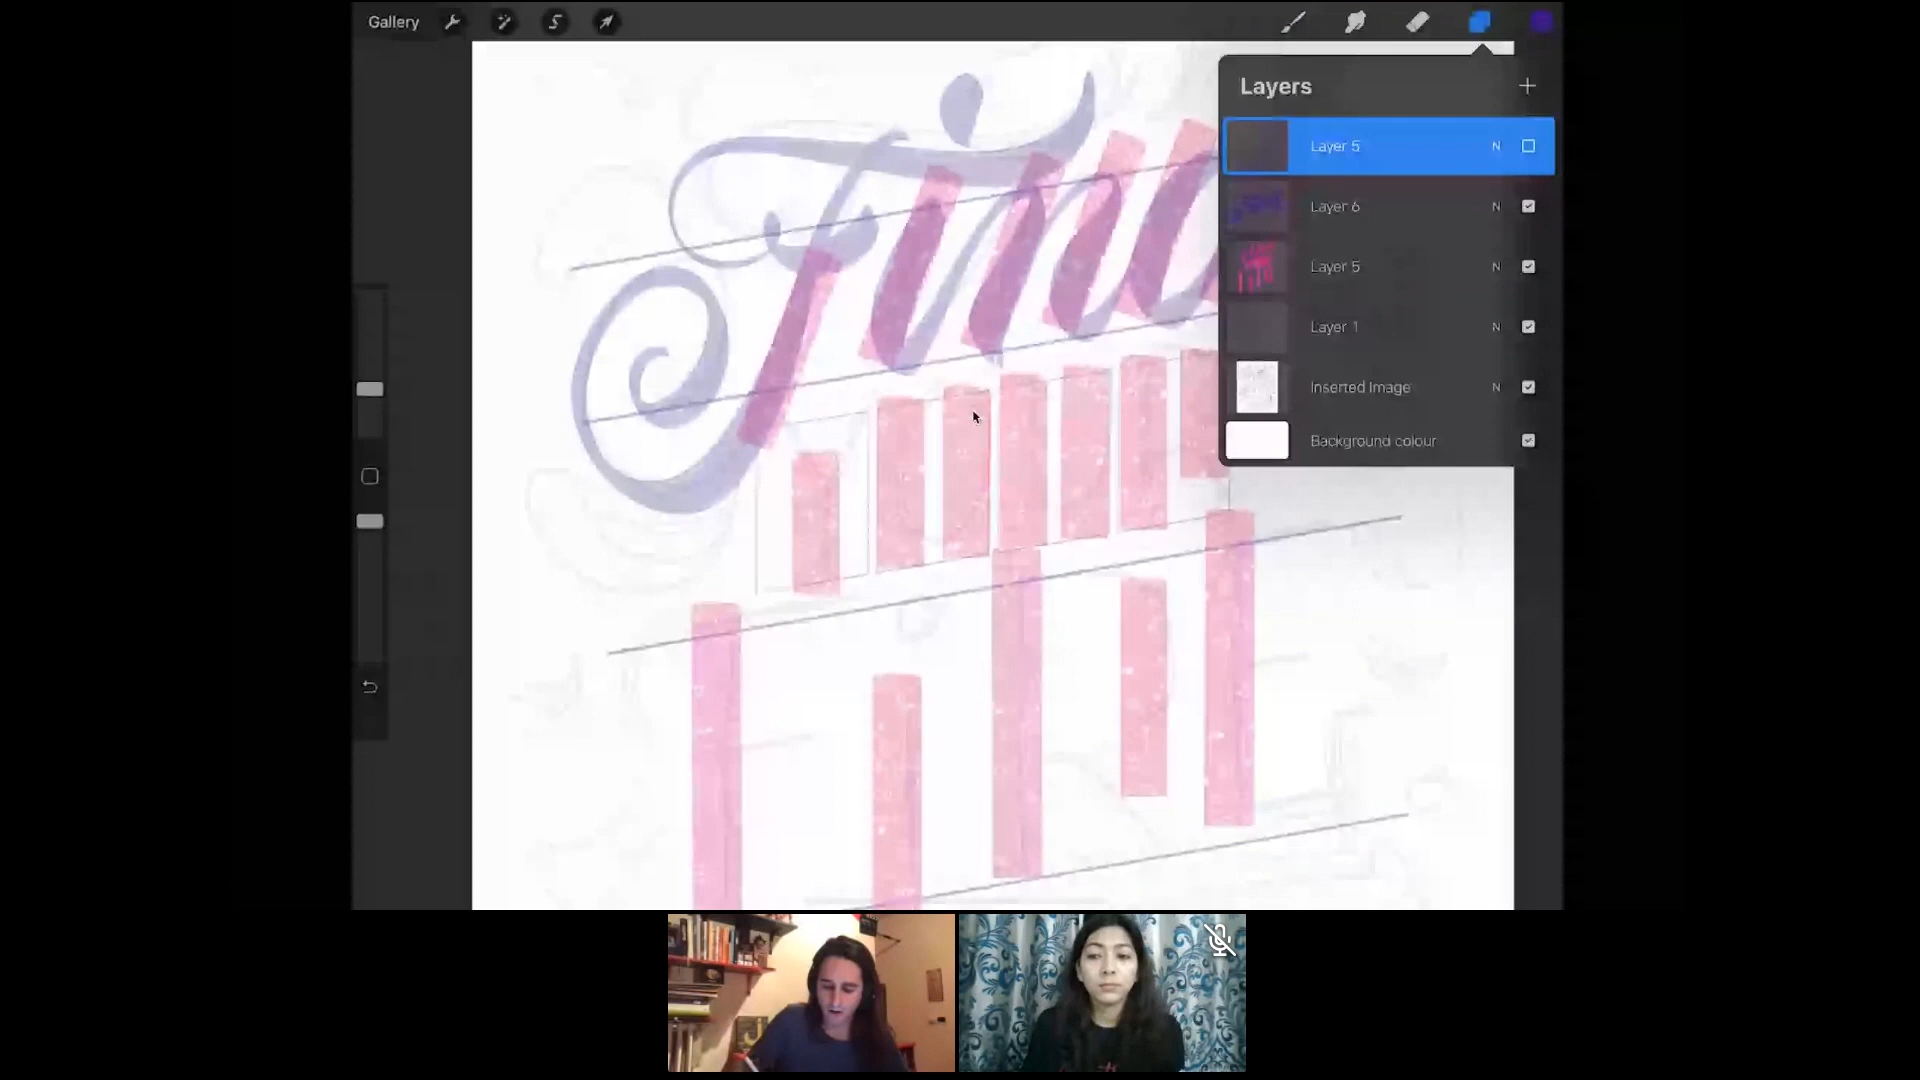 Gallery
Layers
Layer 5 N
Layer 6 N
Layer 5 N
Layer 1 N
Inserted Image N
Background colour